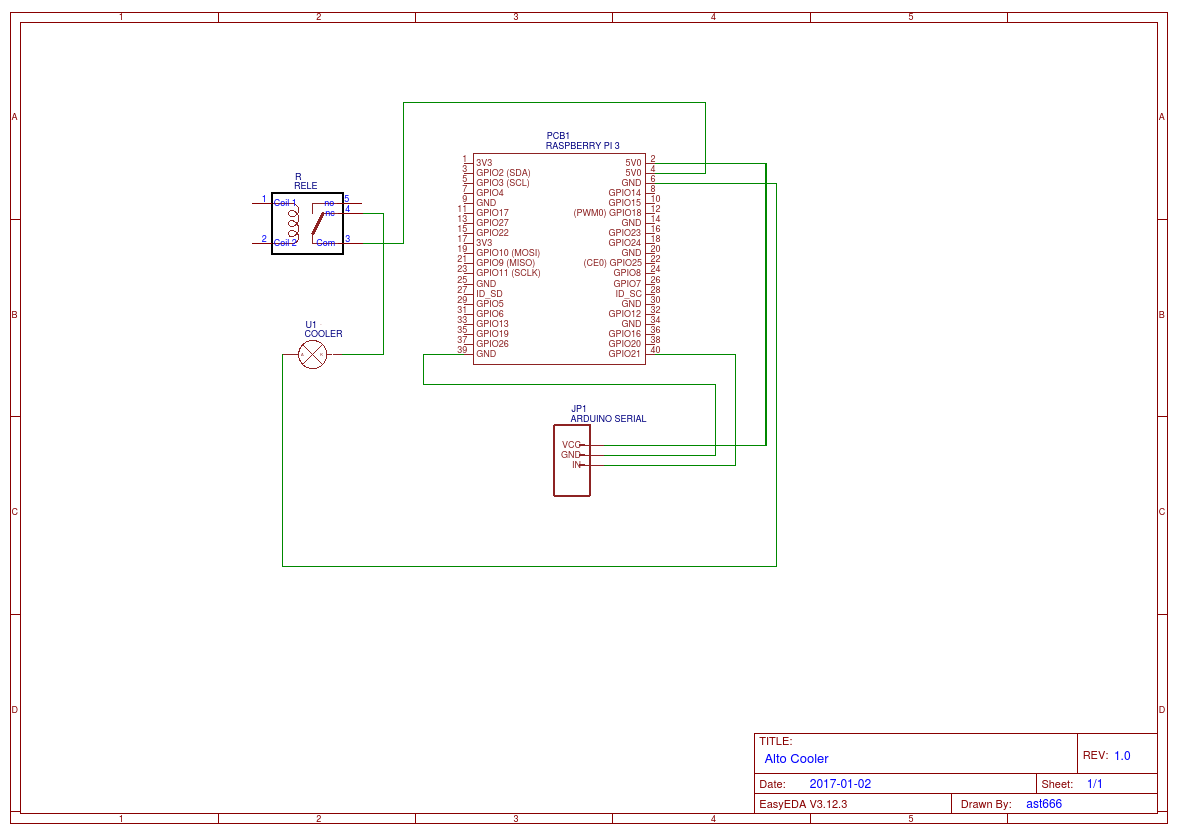 1 2 3 4 5
A A
PCB1
RASPBERRY PI 3
1 3V3 5V0 2
3 GPIO2 (SDA) 5V0 4
5 GPIO3 (SCL) GND 6
7 GPIO4 GPIO14 8
9 GND GPIO15 10
11 GPIO17 (PWM0) GPIO18 12
13 GPIO27 GND 14
15 GPIO22 GPIO23 16
17 3V3 GPIO24 18
19 GPIO10 (MOSI) GND 20
21 GPIO9 (MISO) (CE0) GPIO25 22
23 GPIO11 (SCLK) GPIO8 24
25 GND GPIO7 26
27 ID_SD ID_SC 28
29 GPIO5 GND 30
31 GPIO6 GPIO12 32
33 GPIO13 GND 34
35 GPIO19 GPIO16 36
37 GPIO26 GPIO20 38
39 GND GPIO21 40
R
RELE
1 Coil 1 no 5
nc 4
2 Coil 2 Com 3
B B
U1
COOLER
JP1
ARDUINO SERIAL
VCC
GND
IN
C C
D D
TITLE:
Alto Cooler
REV: 1.0
Date: 2017-01-02
Sheet: 1/1
EasyEDA V3.12.3
Drawn By: ast666
1 2 3 4 5